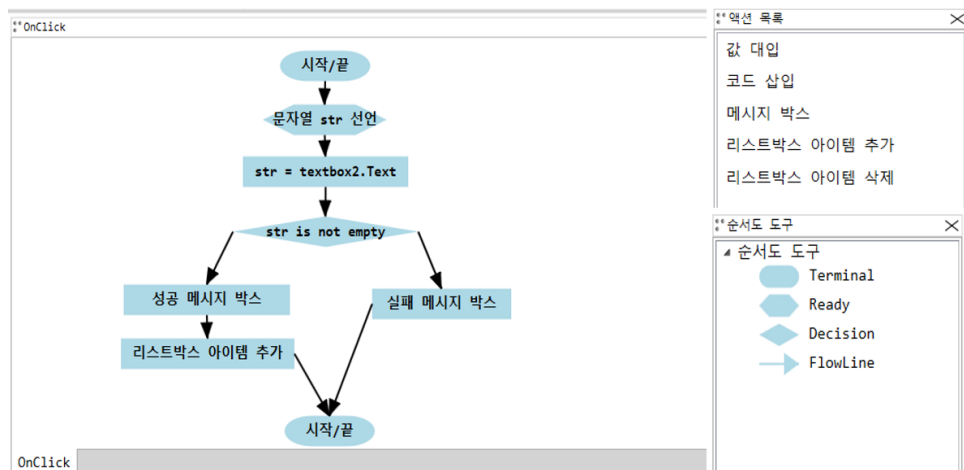 OnClick
시작/끝
문자열 str 선언
str = textbox2.Text
str is not empty
성공 메시지 박스
실패 메시지 박스
리스트박스 아이템 추가
시작/끝
OnClick
액션 목록
값 대입
코드 삽입
메시지 박스
리스트박스 아이템 추가
리스트박스 아이템 삭제
순서도 도구
순서도 도구
Terminal
Ready
Decision
FlowLine